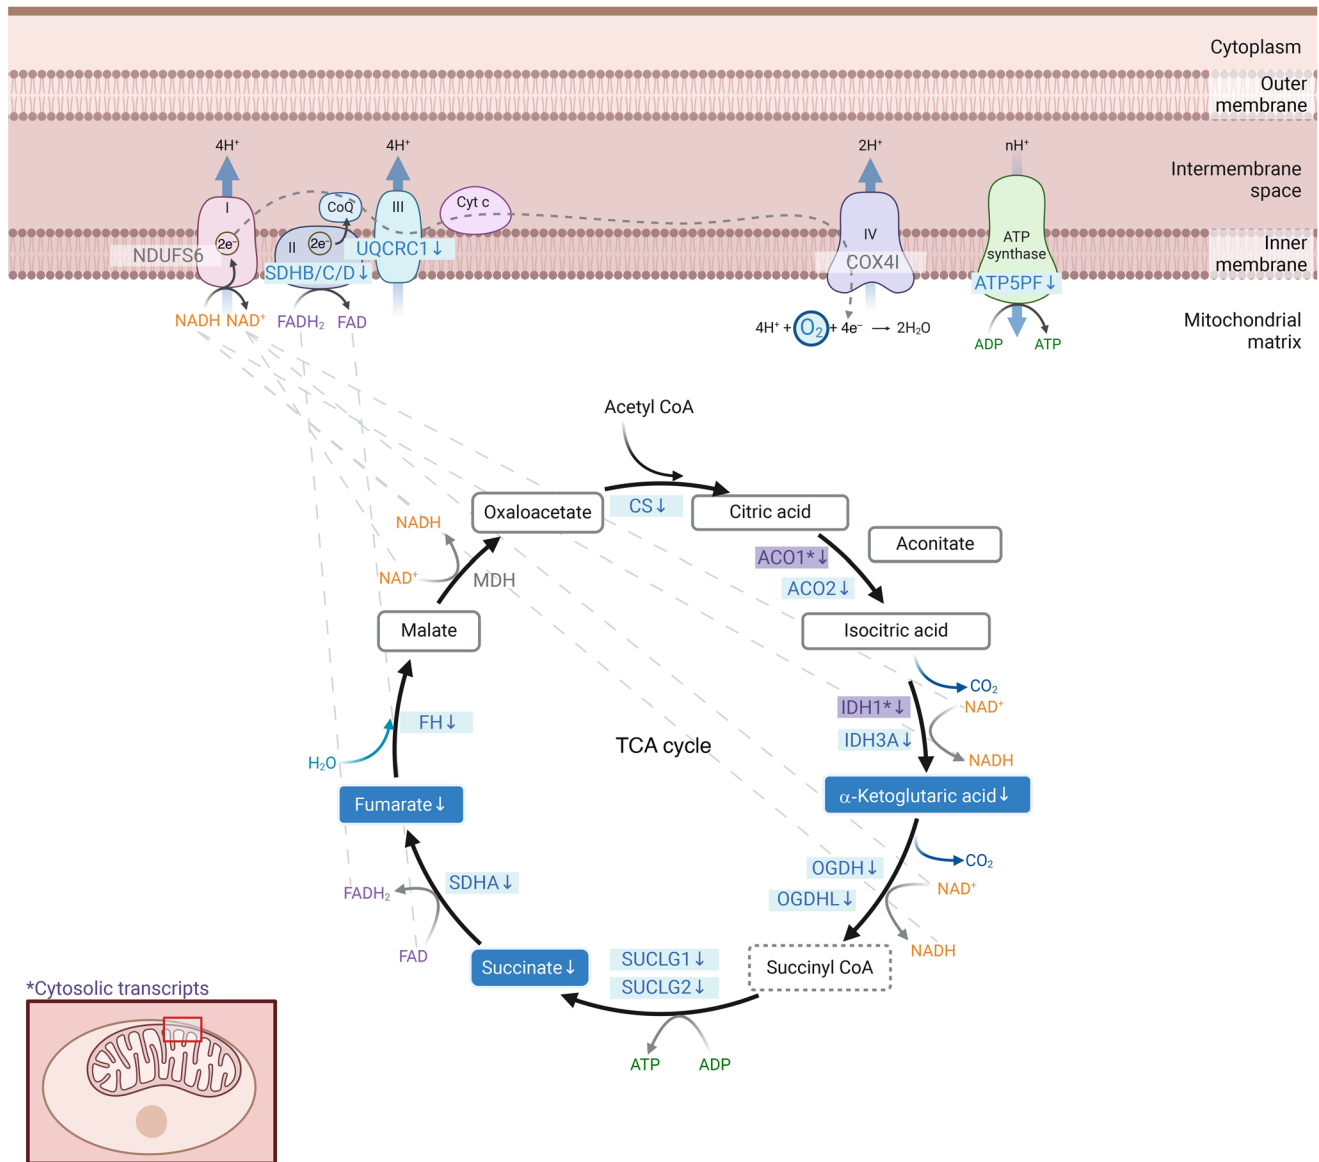 Cytoplasm
Outer
membrane
4H⁺
4H⁺
2H⁺
nH⁺
Intermembrane
space
I
CoQ
III
Cyt c
IV
II
2e⁻
2e⁻
NDUFS6
UQCRC1↓
SDHB/C/D↓
COX4I
ATP
synthase
ATP5PF↓
Inner
membrane
NADH NAD⁺
FADH₂
FAD
4H⁺ + O₂ + 4e⁻ → 2H₂O
ADP
ATP
Mitochondrial
matrix
Acetyl CoA
Oxaloacetate
CS↓
Citric acid
NADH
NAD⁺
MDH
Aconitate
ACO1*↓
ACO2↓
Malate
Isocitric acid
CO₂
NAD⁺
IDH1*↓
IDH3A↓
NADH
FH↓
H₂O
TCA cycle
Fumarate↓
α-Ketoglutaric acid↓
CO₂
OGDH↓
OGDHL↓
NAD⁺
NADH
SDHA↓
FADH₂
FAD
Succinate↓
SUCLG1↓
SUCLG2↓
Succinyl CoA
ATP
ADP
*Cytosolic transcripts